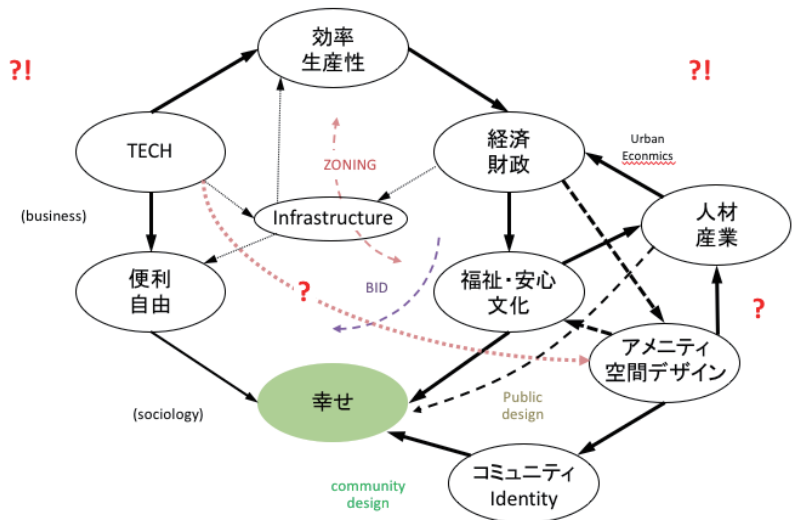 効率
生産性
?!
?!
TECH
経済
財政
Urban
Econmics
ZONING
(business)
Infrastructure
人材
産業
便利
自由
BID
福祉・安心
文化
?
?
アメニティ
空間デザイン
幸せ
Public
design
(sociology)
コミュニティ
Identity
community
design